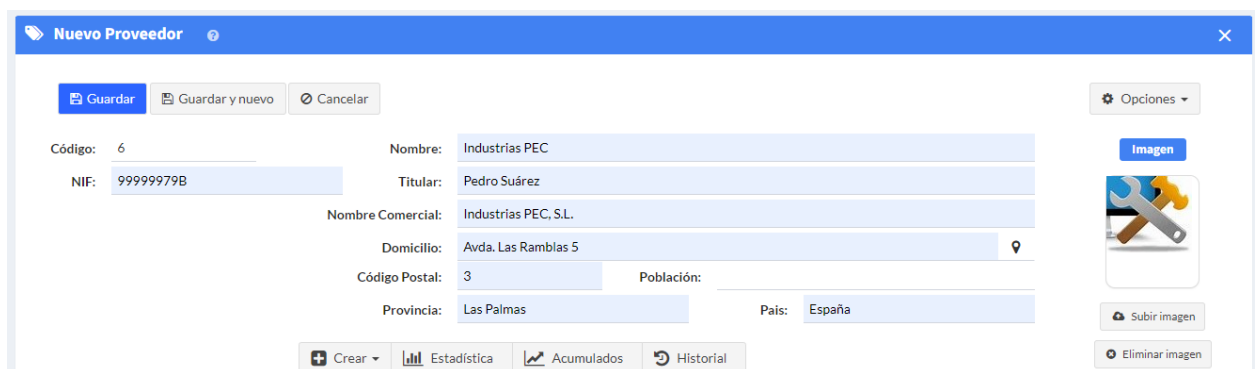 Nuevo Proveedor
Guardar Guardar y nuevo Cancelar Opciones
Código: 6 Nombre: Industrias PEC Imagen
NIF: 99999979B Titular: Pedro Suárez
Nombre Comercial: Industrias PEC, S.L.
Domicilio: Avda. Las Ramblas 5
Código Postal: 3 Población:
Provincia: Las Palmas Pais: España
Subir imagen
Crear Estadística Acumulados Historial Eliminar imagen